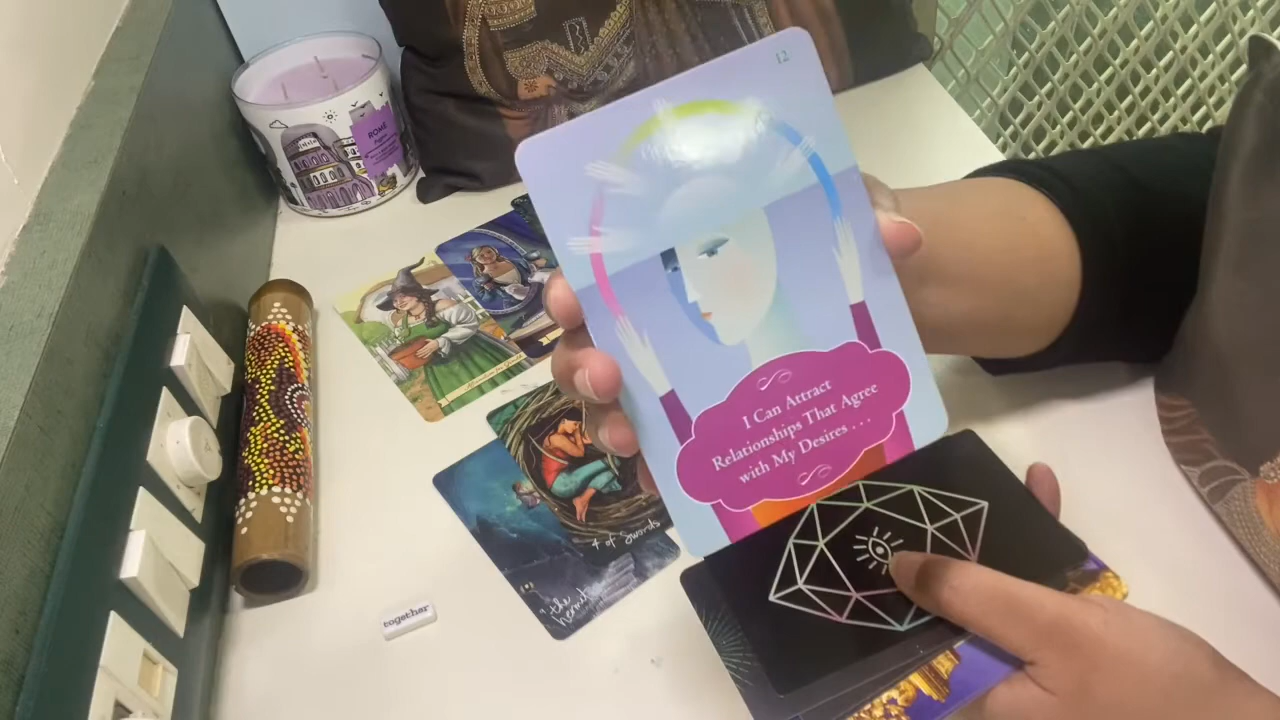 12
ROME
I Can Attract
Relationships That Agree
with My Desires . . .
4 of Swords
"the
hermit
together